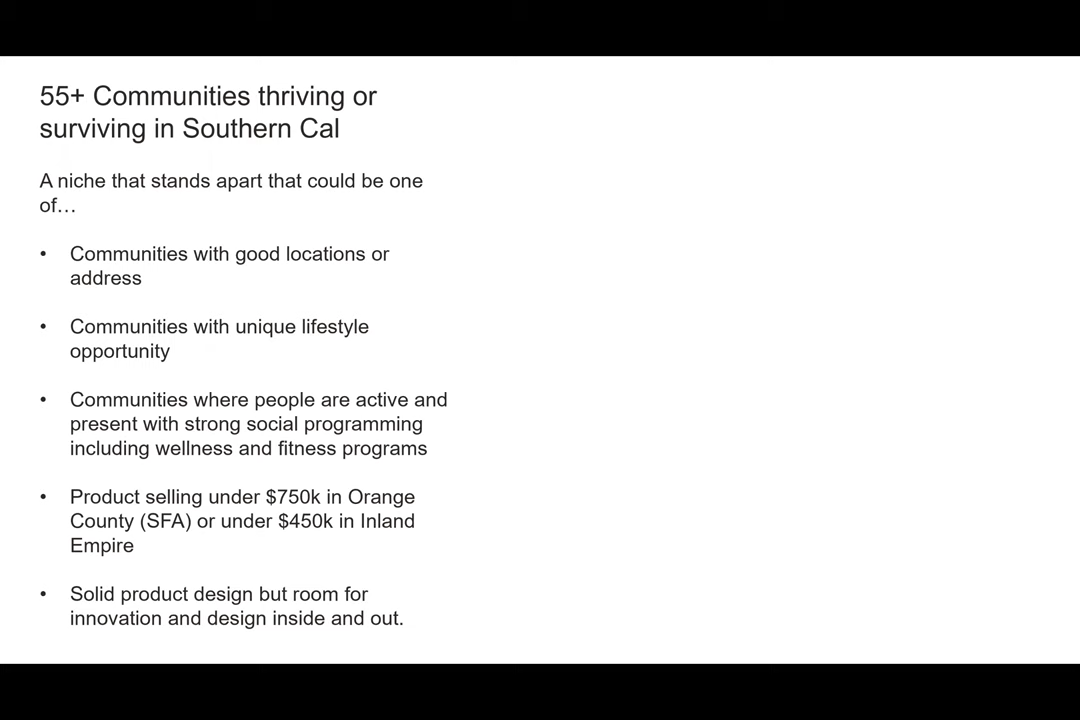 55+ Communities thriving or
surviving in Southern Cal
A niche that stands apart that could be one
of…
• Communities with good locations or
address
• Communities with unique lifestyle
opportunity
• Communities where people are active and
present with strong social programming
including wellness and fitness programs
• Product selling under $750k in Orange
County (SFA) or under $450k in Inland
Empire
• Solid product design but room for
innovation and design inside and out.